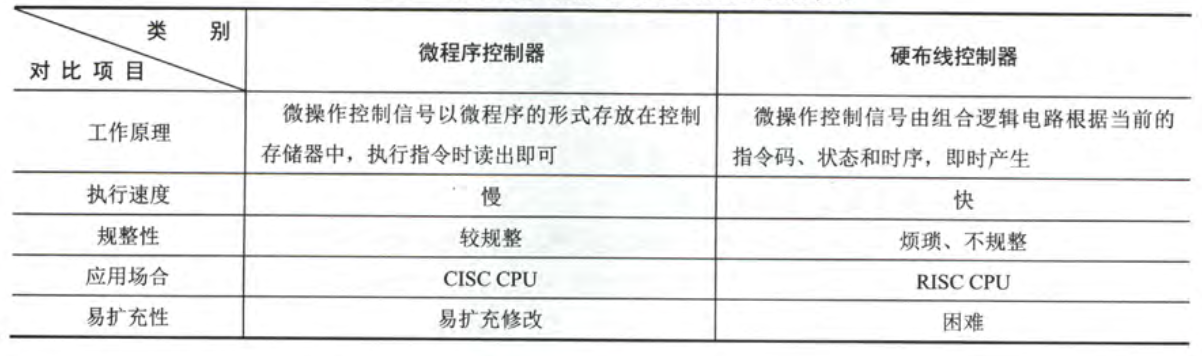 类 别
对 比 项 目
微程序控制器
硬布线控制器
工作原理
微操作控制信号以微程序的形式存放在控制
存储器中，执行指令时读出即可
微操作控制信号由组合逻辑电路根据当前的
指令码、状态和时序，即时产生
执行速度
慢
快
规整性
较规整
烦琐、不规整
应用场合
CISC CPU
RISC CPU
易扩充性
易扩充修改
困难